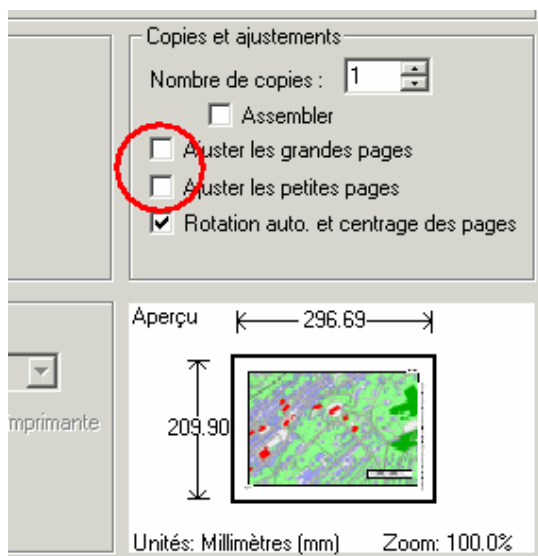 Copies et ajustements
Nombre de copies : 1
Assembler
Ajuster les grandes pages
Ajuster les petites pages
Rotation auto. et centrage des pages
Aperçu 296.69
mprimante
209.90
Unités: Millimètres (mm) Zoom: 100.0%